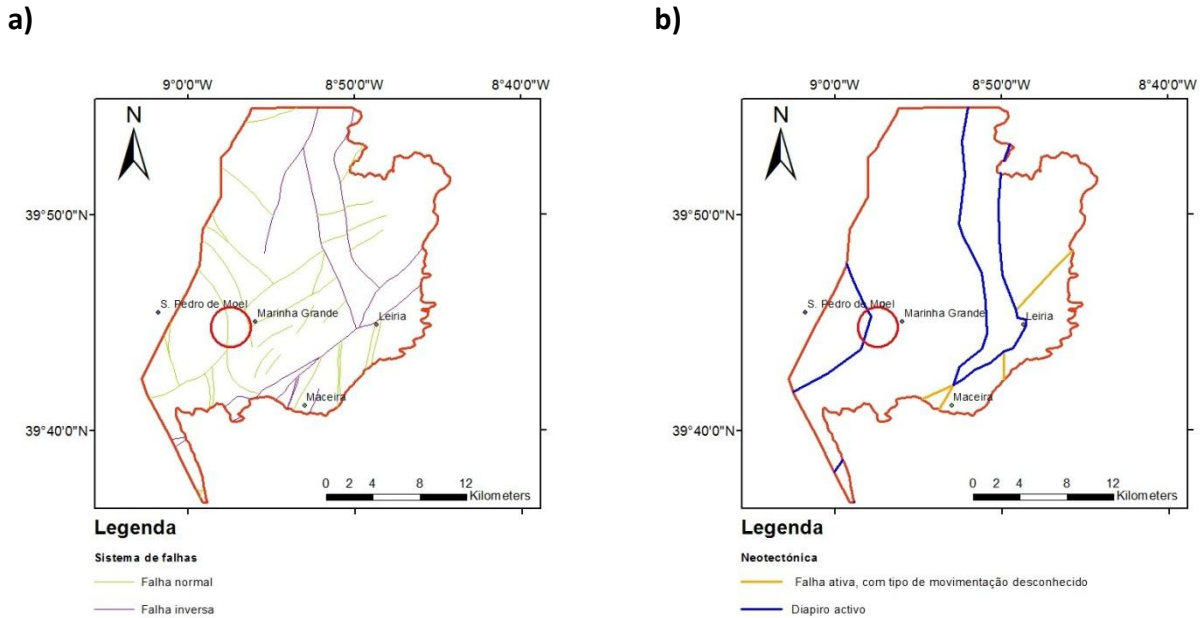 a)
9°0'0"W 8°50'0"W 8°40'0"W
N
39°50'0"N
S. Pedro de Moel
Marinha Grande
Leiria
Maceira
39°40'0"N
0 2 4 8 12
Kilometers
Legenda
Sistema de falhas
Falha normal
Falha inversa
b)
9°0'0"W 8°50'0"W 8°40'0"W
N
39°50'0"N
S. Pedro de Moel
Marinha Grande
Leiria
Maceira
39°40'0"N
0 2 4 8 12
Kilometers
Legenda
Neotectónica
Falha ativa, com tipo de movimentação desconhecido
Diapiro activo